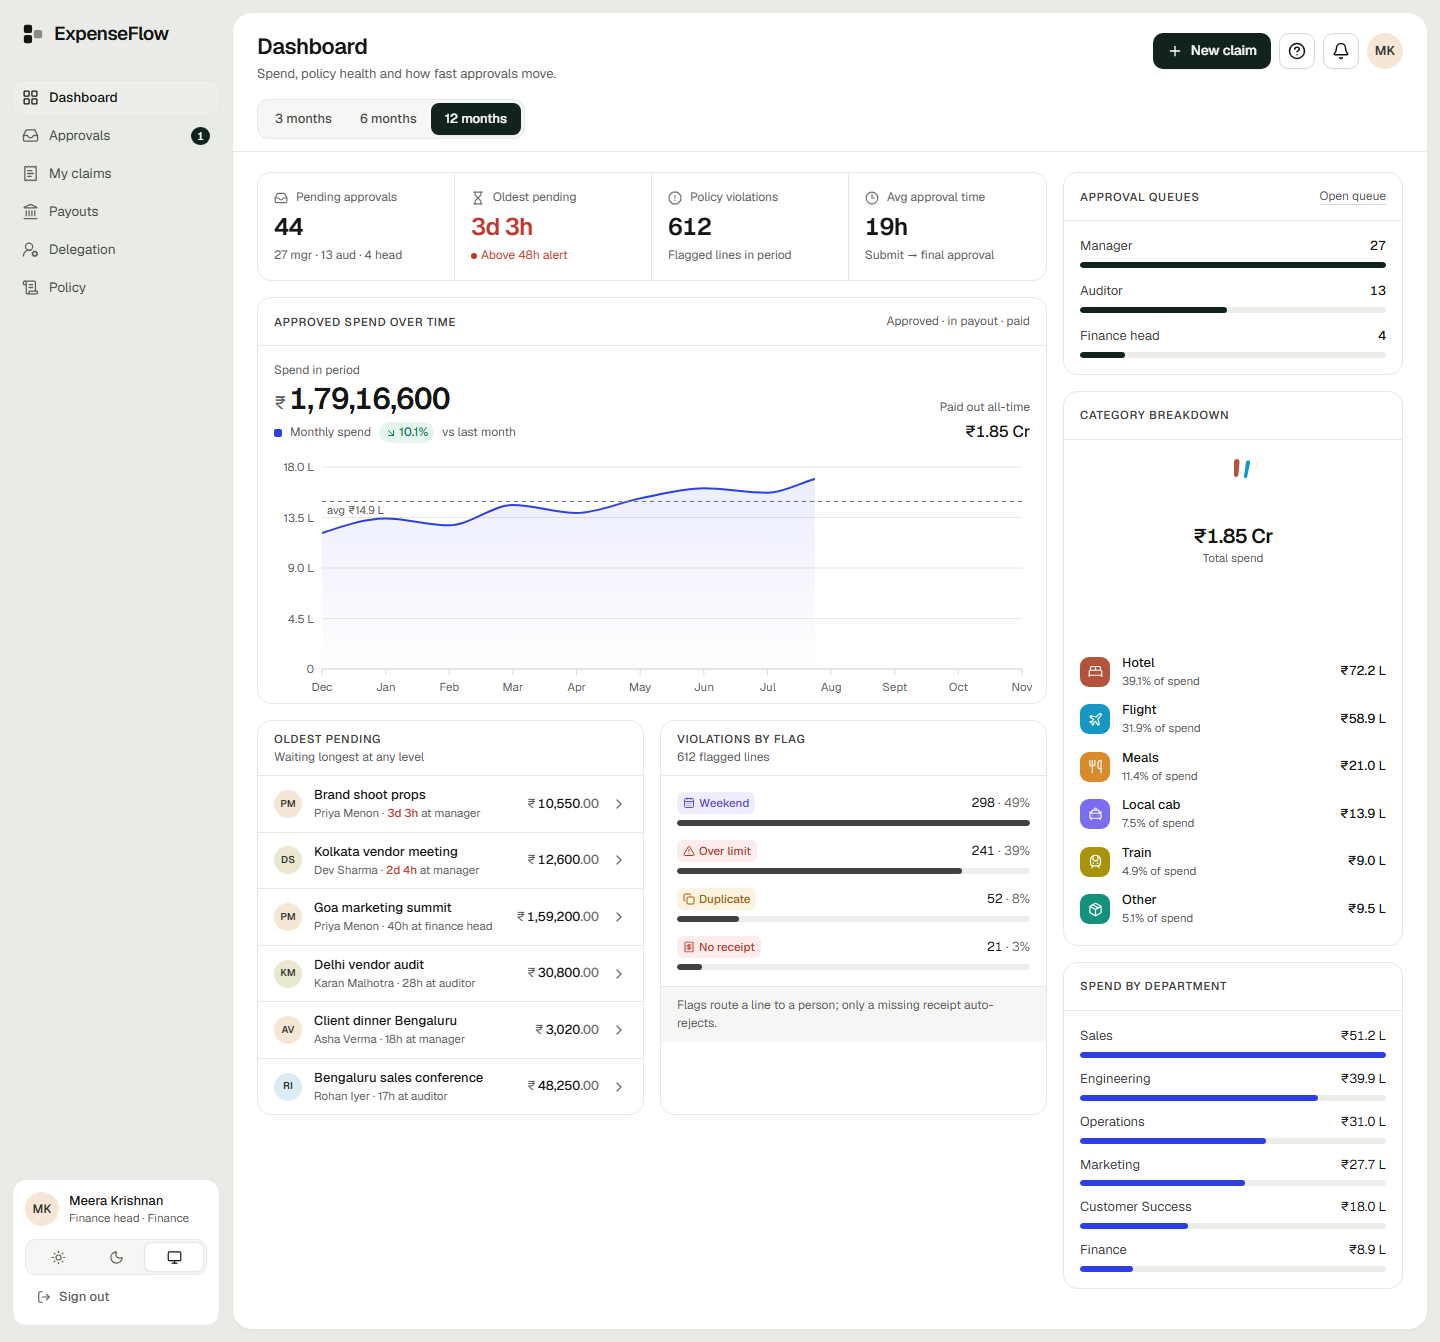 ExpenseFlow
Dashboard
Approvals
1
My claims
Payouts
Delegation
Policy
MK
Meera Krishnan
Finance head · Finance
Sign out
Dashboard
Spend, policy health and how fast approvals move.
New claim
MK
3 months
6 months
12 months
Pending approvals
44
27 mgr · 13 aud · 4 head
Oldest pending
3d 3h
Above 48h alert
Policy violations
612
Flagged lines in period
Avg approval time
19h
Submit → final approval
APPROVED SPEND OVER TIME
Approved · in payout · paid
Spend in period
₹ 1,79,16,600
Monthly spend
10.1%
vs last month
Paid out all-time
₹1.85 Cr
18.0 L
13.5 L
9.0 L
4.5 L
0
avg ₹14.9 L
Dec Jan Feb Mar Apr May Jun Jul Aug Sept Oct Nov
OLDEST PENDING
Waiting longest at any level
PM
Brand shoot props
Priya Menon · 3d 3h at manager
₹ 10,550.00
DS
Kolkata vendor meeting
Dev Sharma · 2d 4h at manager
₹ 12,600.00
PM
Goa marketing summit
Priya Menon · 40h at finance head
₹ 1,59,200.00
KM
Delhi vendor audit
Karan Malhotra · 28h at auditor
₹ 30,800.00
AV
Client dinner Bengaluru
Asha Verma · 18h at manager
₹ 3,020.00
RI
Bengaluru sales conference
Rohan Iyer · 17h at auditor
₹ 48,250.00
VIOLATIONS BY FLAG
612 flagged lines
Weekend
298 · 49%
Over limit
241 · 39%
Duplicate
52 · 8%
No receipt
21 · 3%
Flags route a line to a person; only a missing receipt auto-
rejects.
APPROVAL QUEUES
Open queue
Manager
27
Auditor
13
Finance head
4
CATEGORY BREAKDOWN
₹1.85 Cr
Total spend
Hotel
39.1% of spend
₹72.2 L
Flight
31.9% of spend
₹58.9 L
Meals
11.4% of spend
₹21.0 L
Local cab
7.5% of spend
₹13.9 L
Train
4.9% of spend
₹9.0 L
Other
5.1% of spend
₹9.5 L
SPEND BY DEPARTMENT
Sales
₹51.2 L
Engineering
₹39.9 L
Operations
₹31.0 L
Marketing
₹27.7 L
Customer Success
₹18.0 L
Finance
₹8.9 L